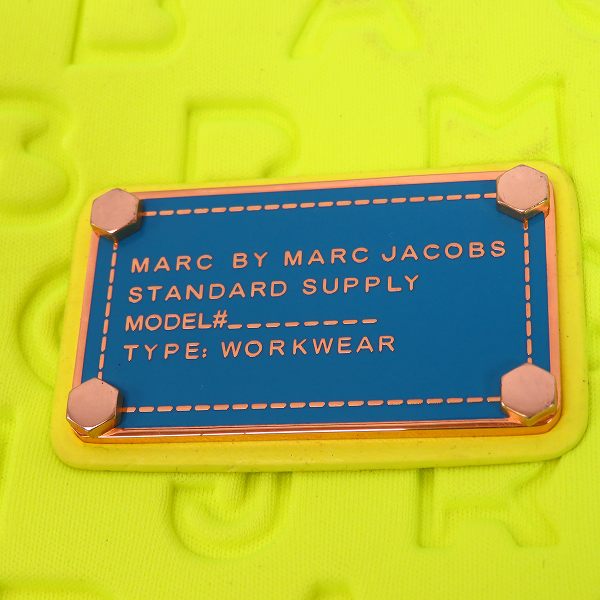 MARC BY MARC JACOBS
STANDARD SUPPLY
MODEL#_________
TYPE: WORKWEAR